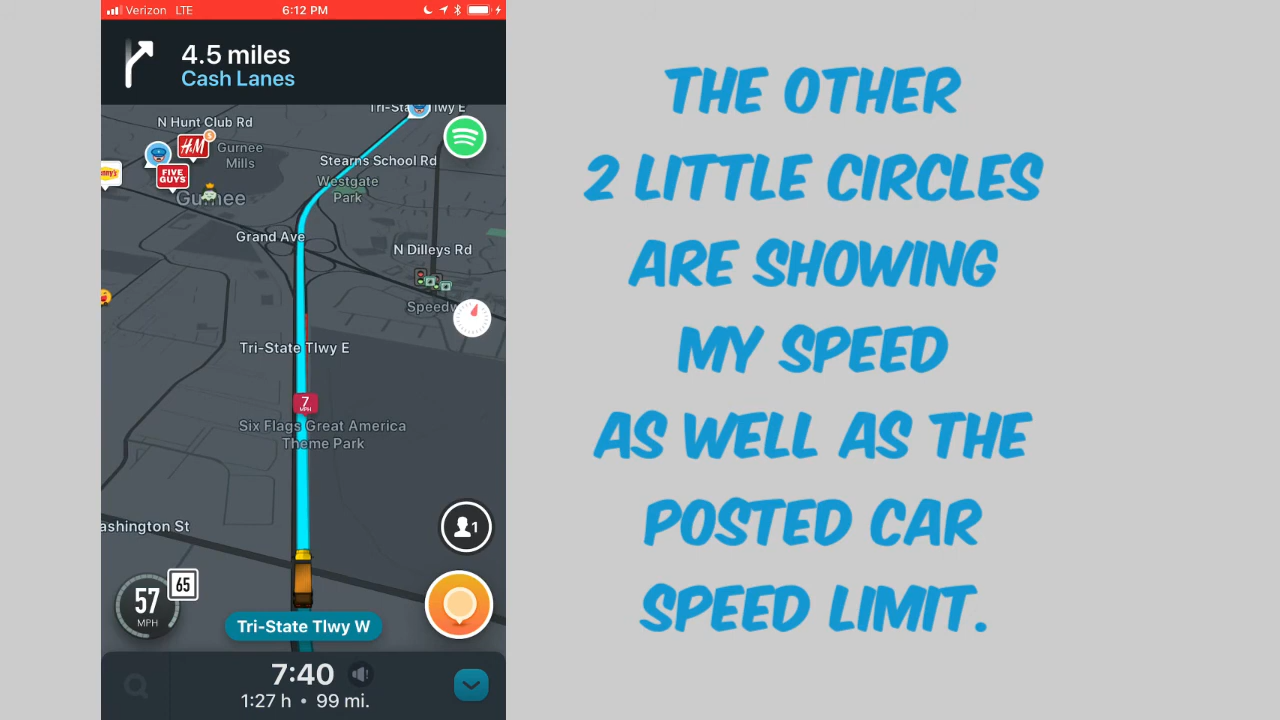 Verizon LTE
6:12 PM
4.5 miles
Cash Lanes
N Hunt Club Rd
H&M
Gurnee
Mills
FIVE
GUYS
Stearns School Rd
Westgate
Park
Grand Ave
N Dilleys Rd
Tri-State Tlwy E
7
MPH
Six Flags Great America
Theme Park
ashington St
1
65
57
MPH
Tri-State Tlwy W
7:40
1:27 h • 99 mi.
THE OTHER
2 LITTLE CIRCLES
ARE SHOWING
MY SPEED
AS WELL AS THE
POSTED CAR
SPEED LIMIT.